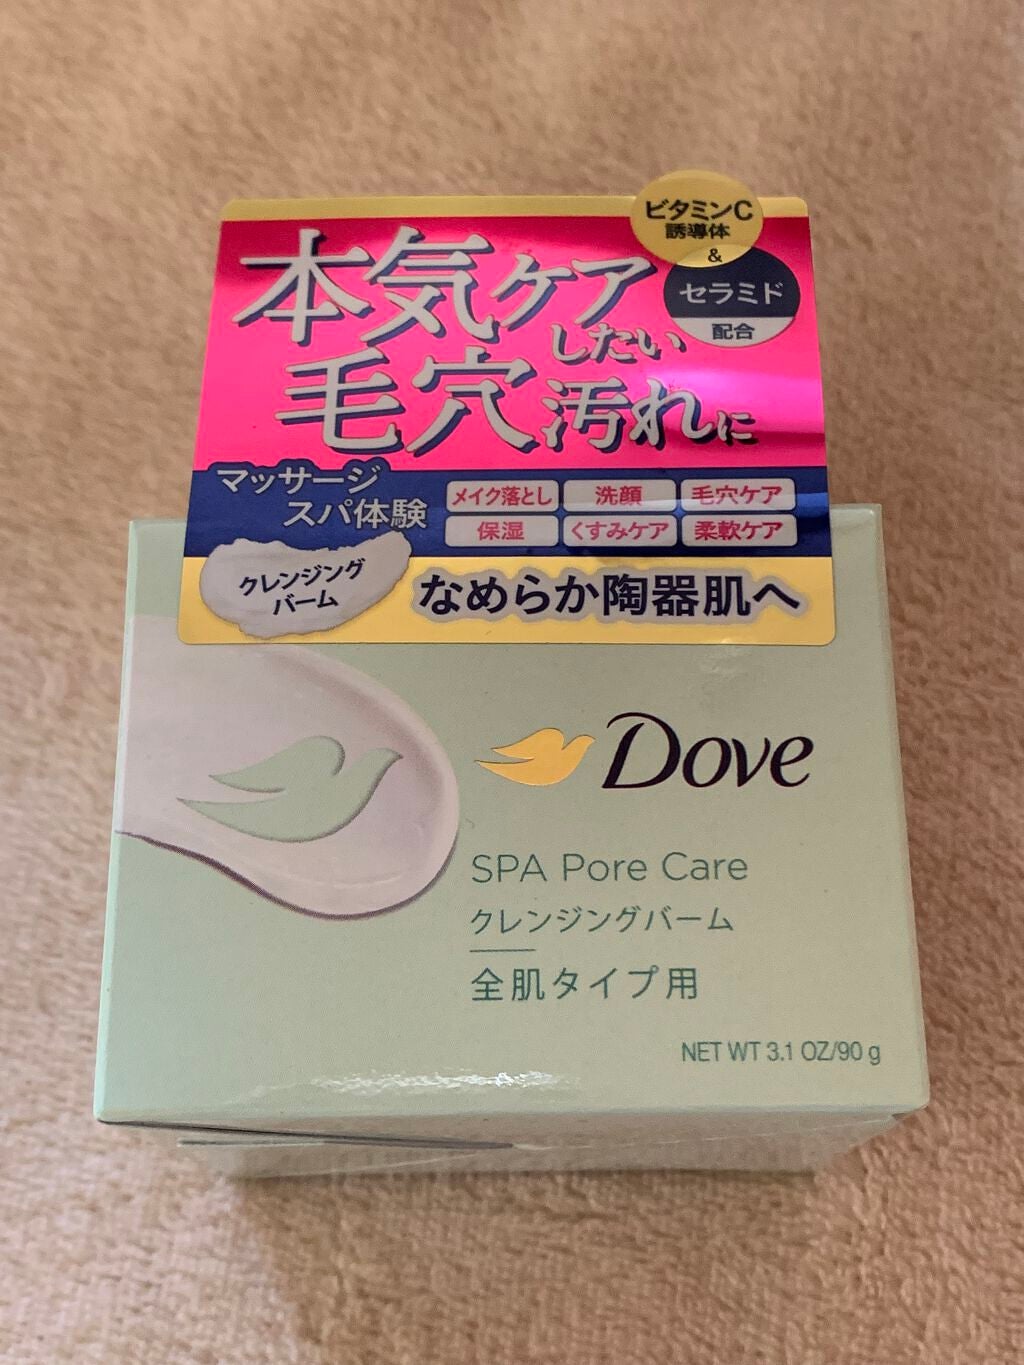 ビタミンC
誘導体
&
セラミド
配合
本気ケア
したい
毛穴汚れに
マッサージ
スパ体験
メイク落とし 洗顔 毛穴ケア
保湿 くすみケア 柔軟ケア
クレンジング
バーム
なめらか陶器肌へ
Dove
SPA Pore Care
クレンジングバーム
全肌タイプ用
NET WT 3.1 OZ/90 g